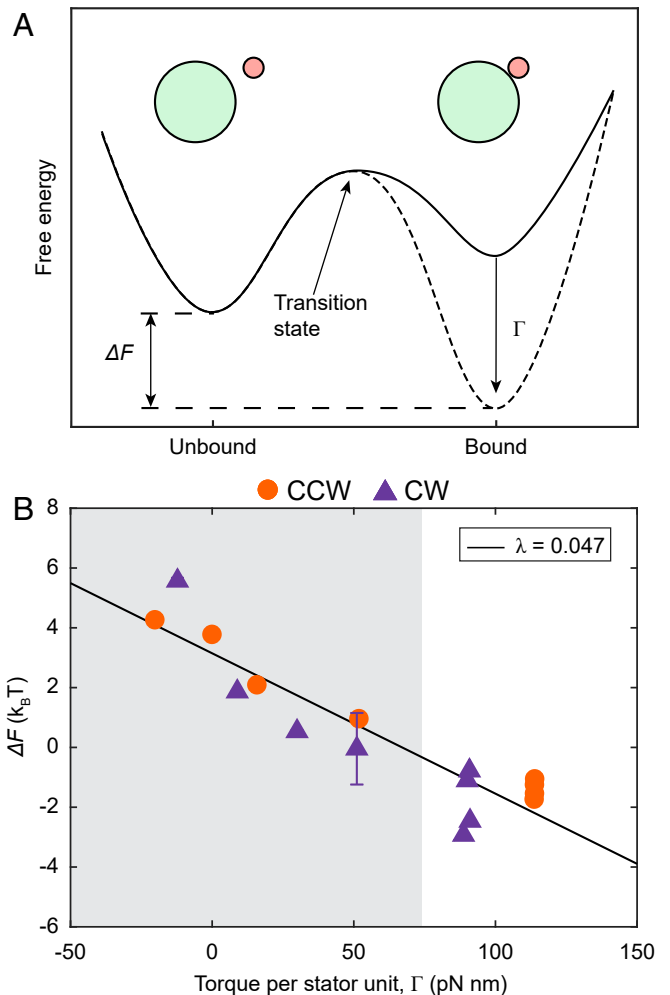 A
Free energy
Transition
state
ΔF
Γ
Unbound
Bound
CCW
CW
B
λ = 0.047
ΔF (k_BT)
8
6
4
2
0
-2
-4
-6
-50
0
50
100
150
Torque per stator unit, Γ (pN nm)